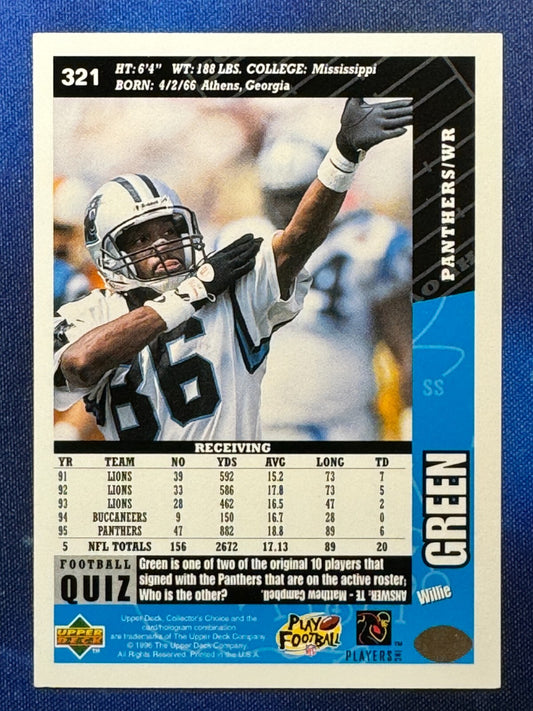 321
HT: 6'4" WT: 188 LBS. COLLEGE: Mississippi
BORN: 4/2/66 Athens, Georgia
PANTHERS/WR
86
SS
RECEIVING
YR TEAM NO YDS AVG LONG TD
91 LIONS 39 592 15.2 73 7
92 LIONS 33 586 17.8 73 5
93 LIONS 28 462 16.5 47 2
94 BUCCANEERS 9 150 16.7 28 0
95 PANTHERS 47 882 18.8 89 6
5 NFL TOTALS 156 2672 17.13 89 20
Willie
GREEN
FOOTBALL
QUIZ
Green is one of two of the original 10 players that
signed with the Panthers that are on the active roster;
Who is the other?
ANSWER: TE - Matthew Campbell.
UPPER
DECK
TM
Upper Deck, Collector's Choice and the
card/hologram combination
are trademarks of The Upper Deck Company
© 1996 The Upper Deck Company.
All Rights Reserved. Printed in the U.S.A.
PLAY
FOOTBALL
NFL
PLAYERS INC
TM